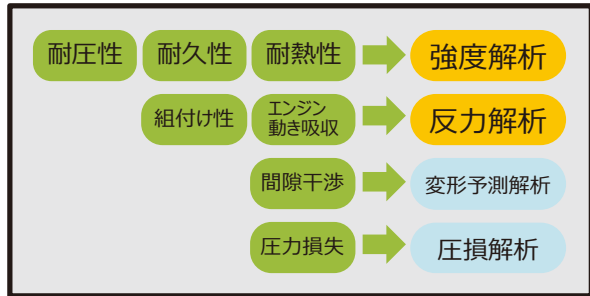 耐圧性 耐久性 耐熱性 強度解析
組付け性 エンジン
動き吸収 反力解析
間隙干渉 変形予測解析
圧力損失 圧損解析